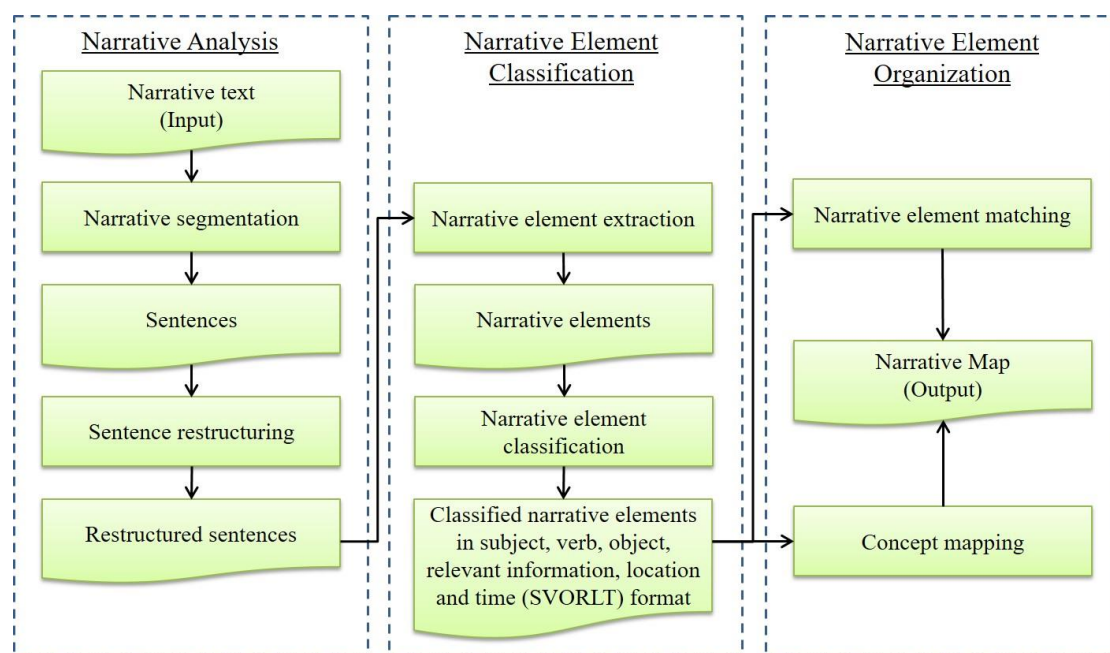 Narrative Analysis
Narrative text
(Input)
Narrative segmentation
Sentences
Sentence restructuring
Restructured sentences
Narrative Element
Classification
Narrative element extraction
Narrative elements
Narrative element
classification
Classified narrative elements
in subject, verb, object,
relevant information, location
and time (SVORLT) format
Narrative Element
Organization
Narrative element matching
Narrative Map
(Output)
Concept mapping